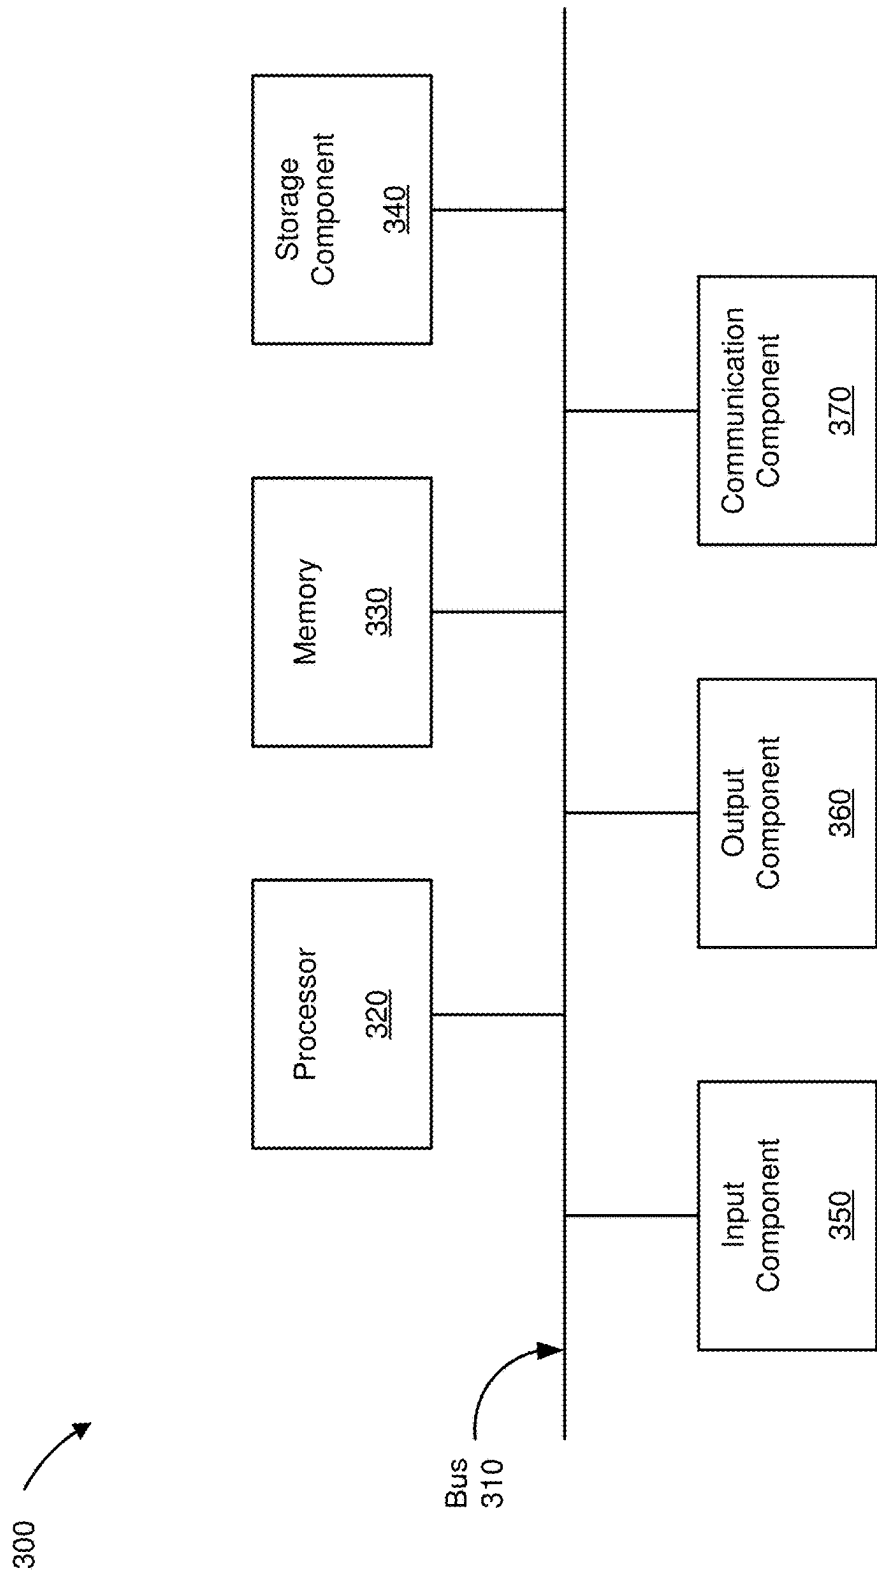 300
Processor
320
Memory
330
Storage
Component
340
Bus
310
Input
Component
350
Output
Component
360
Communication
Component
370